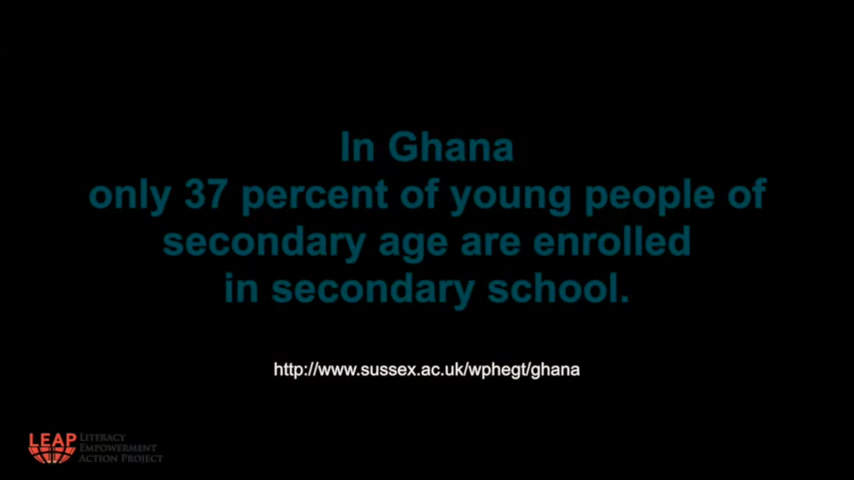 In Ghana
only 37 percent of young people of
secondary age are enrolled
in secondary school.
http://www.sussex.ac.uk/wphegt/ghana
LEAP
LITERACY
EMPOWERMENT
ACTION PROJECT